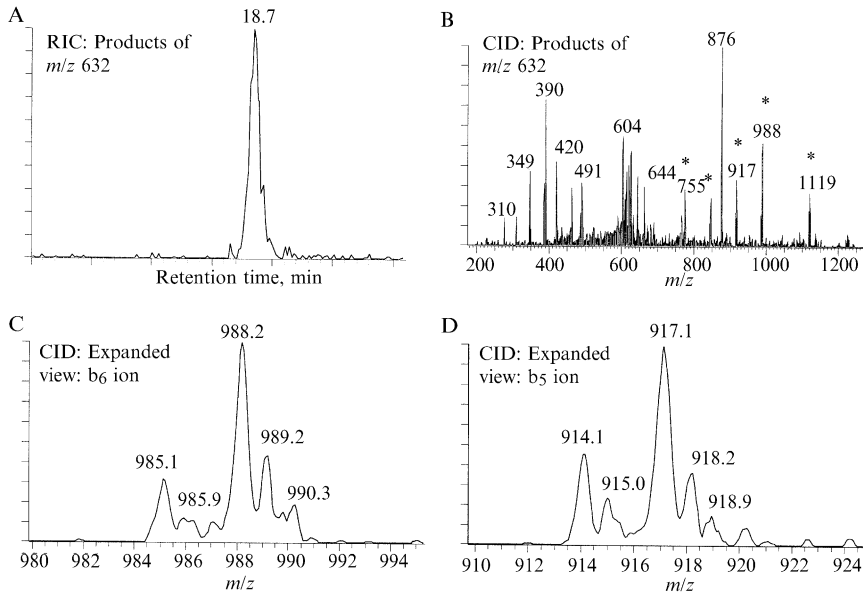 A
18.7
RIC: Products of
m/z 632
Retention time, min
B
CID: Products of
m/z 632
876
390
*
988
604
*
*
420
349
491
644
*
755
*
917
1119
310
200 400 600 800 1000 1200
m/z
C
988.2
CID: Expanded
view: b6 ion
989.2
985.1
990.3
985.9
980 982 984 986 988 990 992 994
m/z
D
917.1
CID: Expanded
view: b5 ion
914.1
918.2
915.0
918.9
910 912 914 916 918 920 922 924
m/z